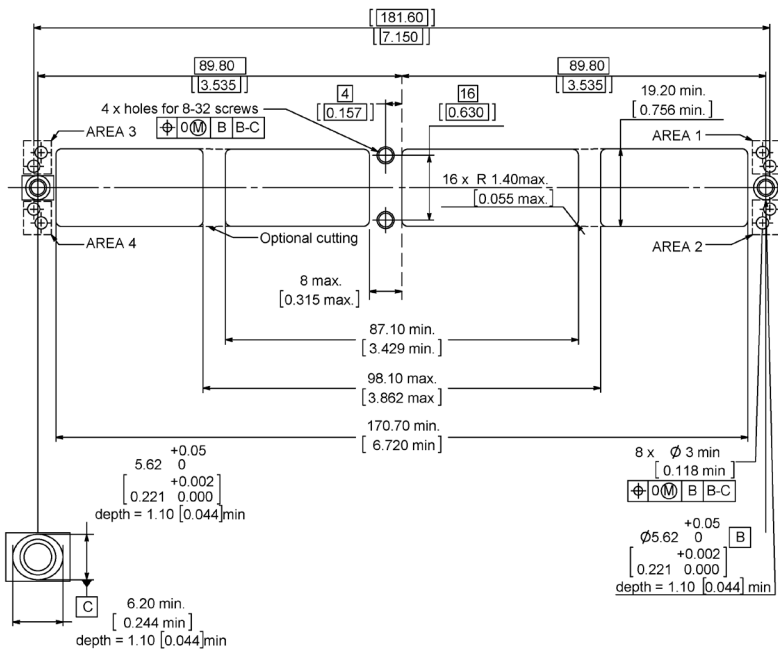 181.60
[7.150]
89.80
[3.535]
89.80
[3.535]
4
[0.157]
16
[0.630]
19.20 min.
[0.756 min.]
4 x holes for 8-32 screws
⌖ 0Ⓜ B B-C
AREA 3
AREA 1
16 x R 1.40max.
[0.055 max.]
AREA 4
Optional cutting
AREA 2
8 max.
[0.315 max.]
87.10 min.
[3.429 min.]
98.10 max.
[3.862 max]
170.70 min.
[6.720 min]
+0.05
5.62 0
+0.002
[0.221 0.000]
depth = 1.10 [0.044]min
8 x Ø 3 min
[0.118 min]
⌖ 0Ⓜ B B-C
+0.05
Ø5.62 0 B
+0.002
[0.221 0.000]
depth = 1.10 [0.044] min
C
6.20 min.
[0.244 min]
depth = 1.10 [0.044]min